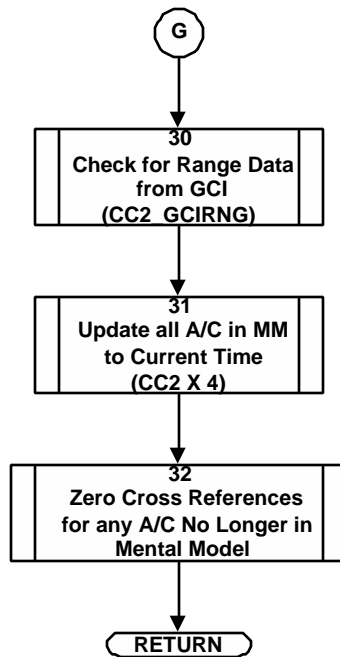 G
30
Check for Range Data
from GCI
(CC2_GCIRNG)
31
Update all A/C in MM
to Current Time
(CC2 X 4)
32
Zero Cross References
for any A/C No Longer in
Mental Model
RETURN